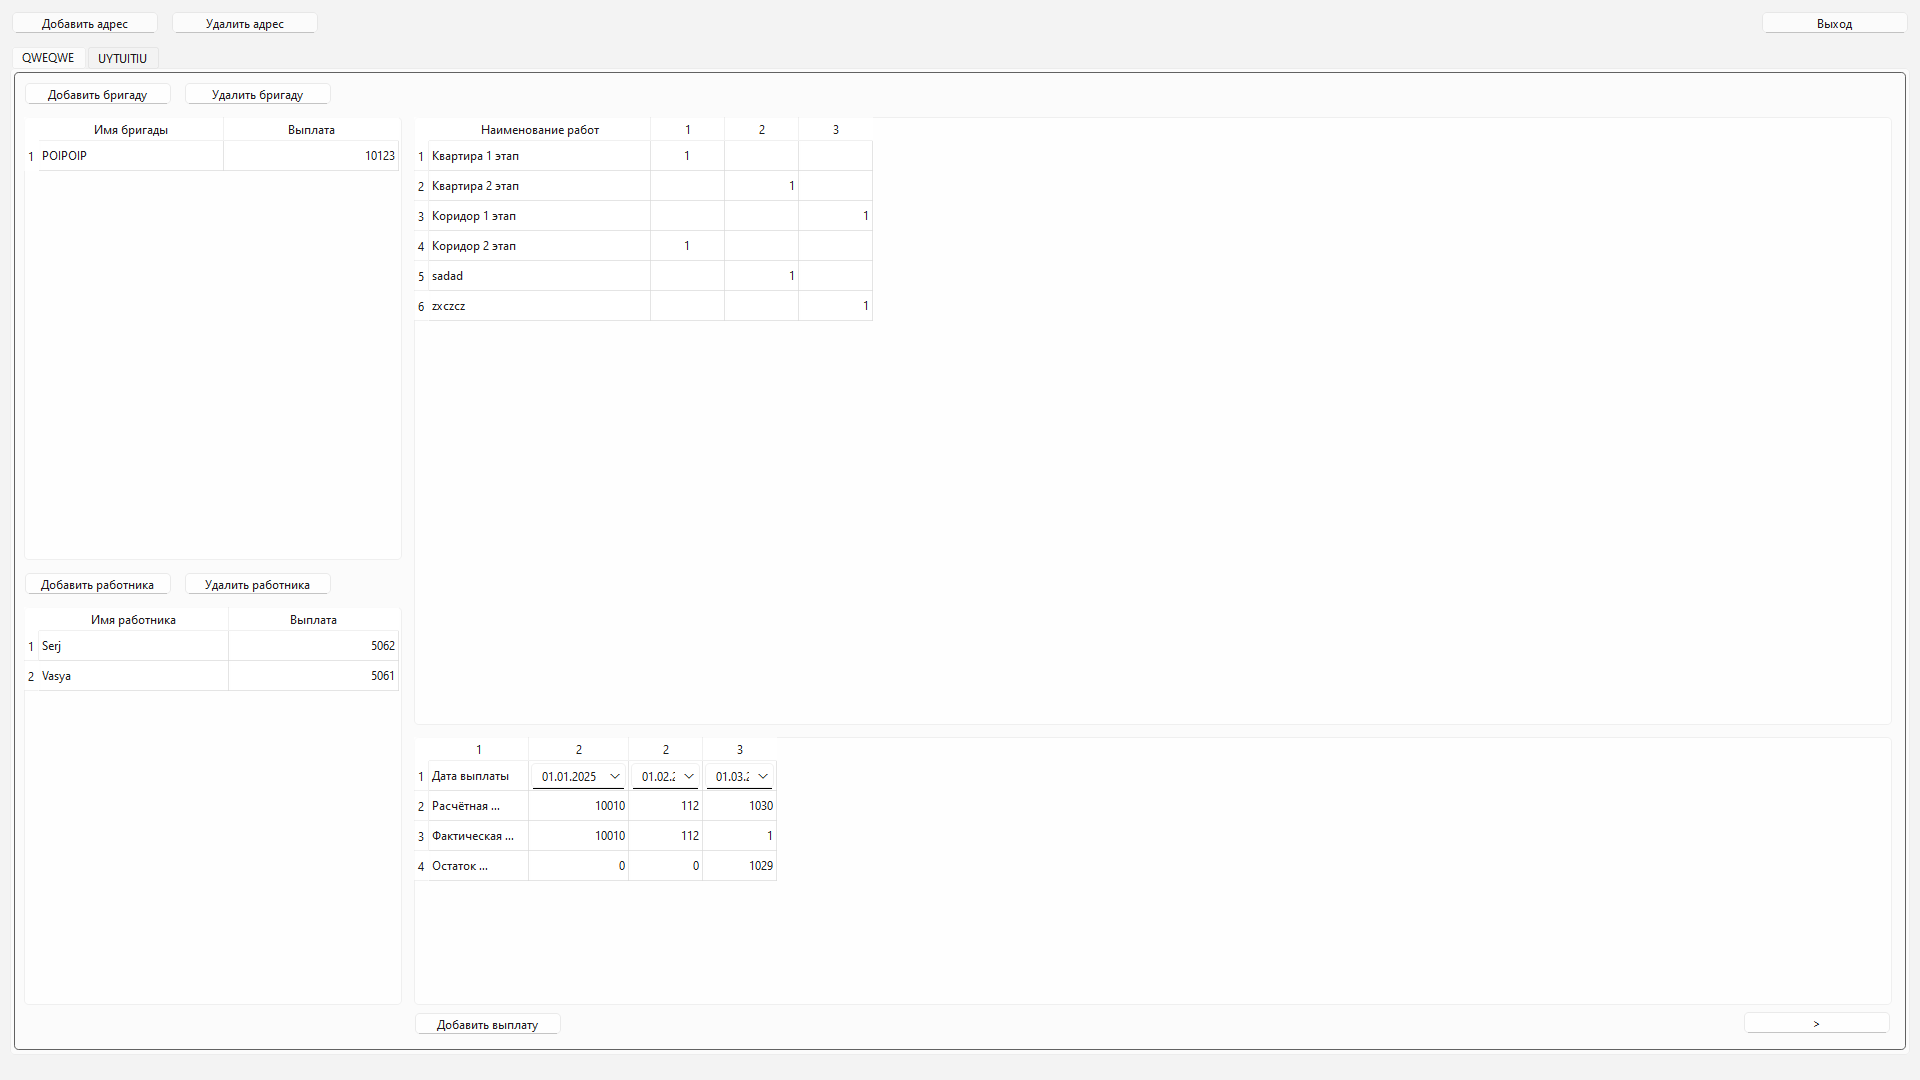 Добавить адрес Удалить адрес Выход
QWEQWE UYTUITIU
Добавить бригаду Удалить бригаду
Имя бригады Выплата
1 POIPOIP 10123
Наименование работ 1 2 3
1 Квартира 1 этап 1
2 Квартира 2 этап 1
3 Коридор 1 этап 1
4 Коридор 2 этап 1
5 sadad 1
6 zxczcz 1
Добавить работника Удалить работника
Имя работника Выплата
1 Serj 5062
2 Vasya 5061
1 2 2 3
1 Дата выплаты 01.01.2025 01.02.2 01.03.2
2 Расчётная ... 10010 112 1030
3 Фактическая ... 10010 112 1
4 Остаток ... 0 0 1029
Добавить выплату >